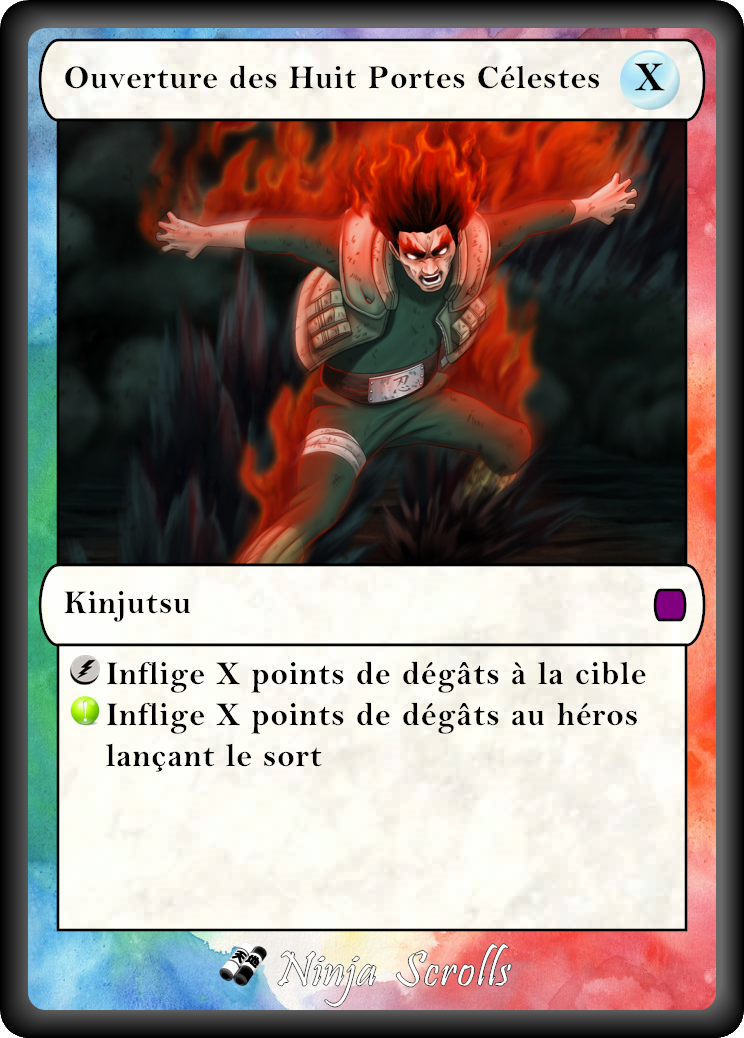 Ouverture des Huit Portes Célestes X
Kinjutsu
Inflige X points de dégâts à la cible
Inflige X points de dégâts au héros
lançant le sort
Ninja Scrolls